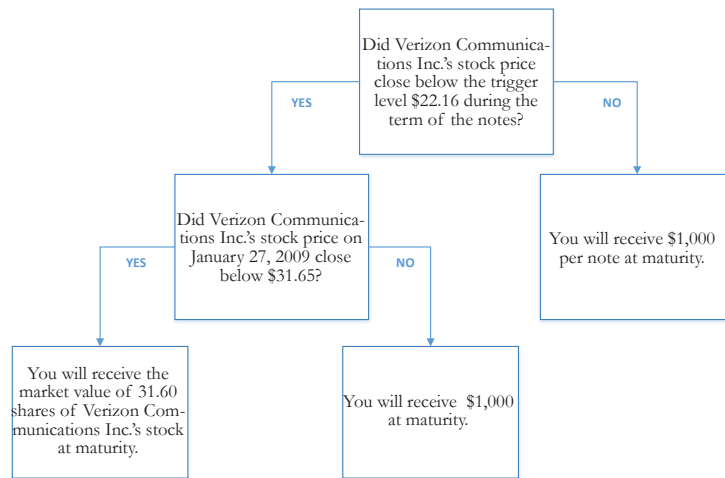 Did Verizon Communica-
tions Inc.'s stock price
close below the trigger
level $22.16 during the
term of the notes?
YES
NO
Did Verizon Communica-
tions Inc.'s stock price on
January 27, 2009 close
below $31.65?
You will receive $1,000
per note at maturity.
YES
NO
You will receive the
market value of 31.60
shares of Verizon Com-
munications Inc.'s stock
at maturity.
You will receive $1,000
at maturity.